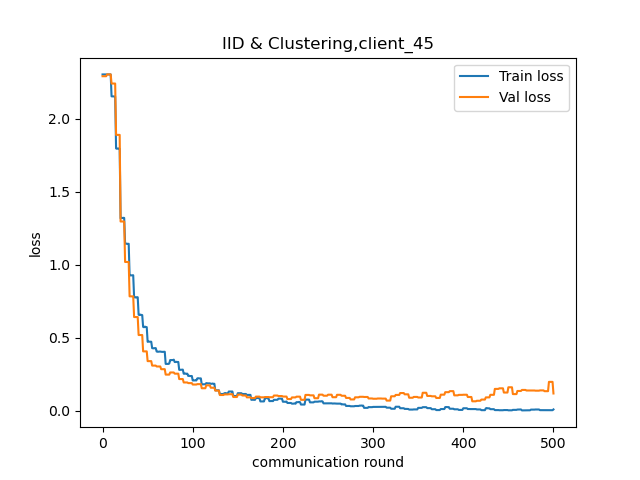 IID & Clustering,client_45
Train loss
Val loss
2.0
1.5
1.0
0.5
0.0
loss
0
100
200
300
400
500
communication round